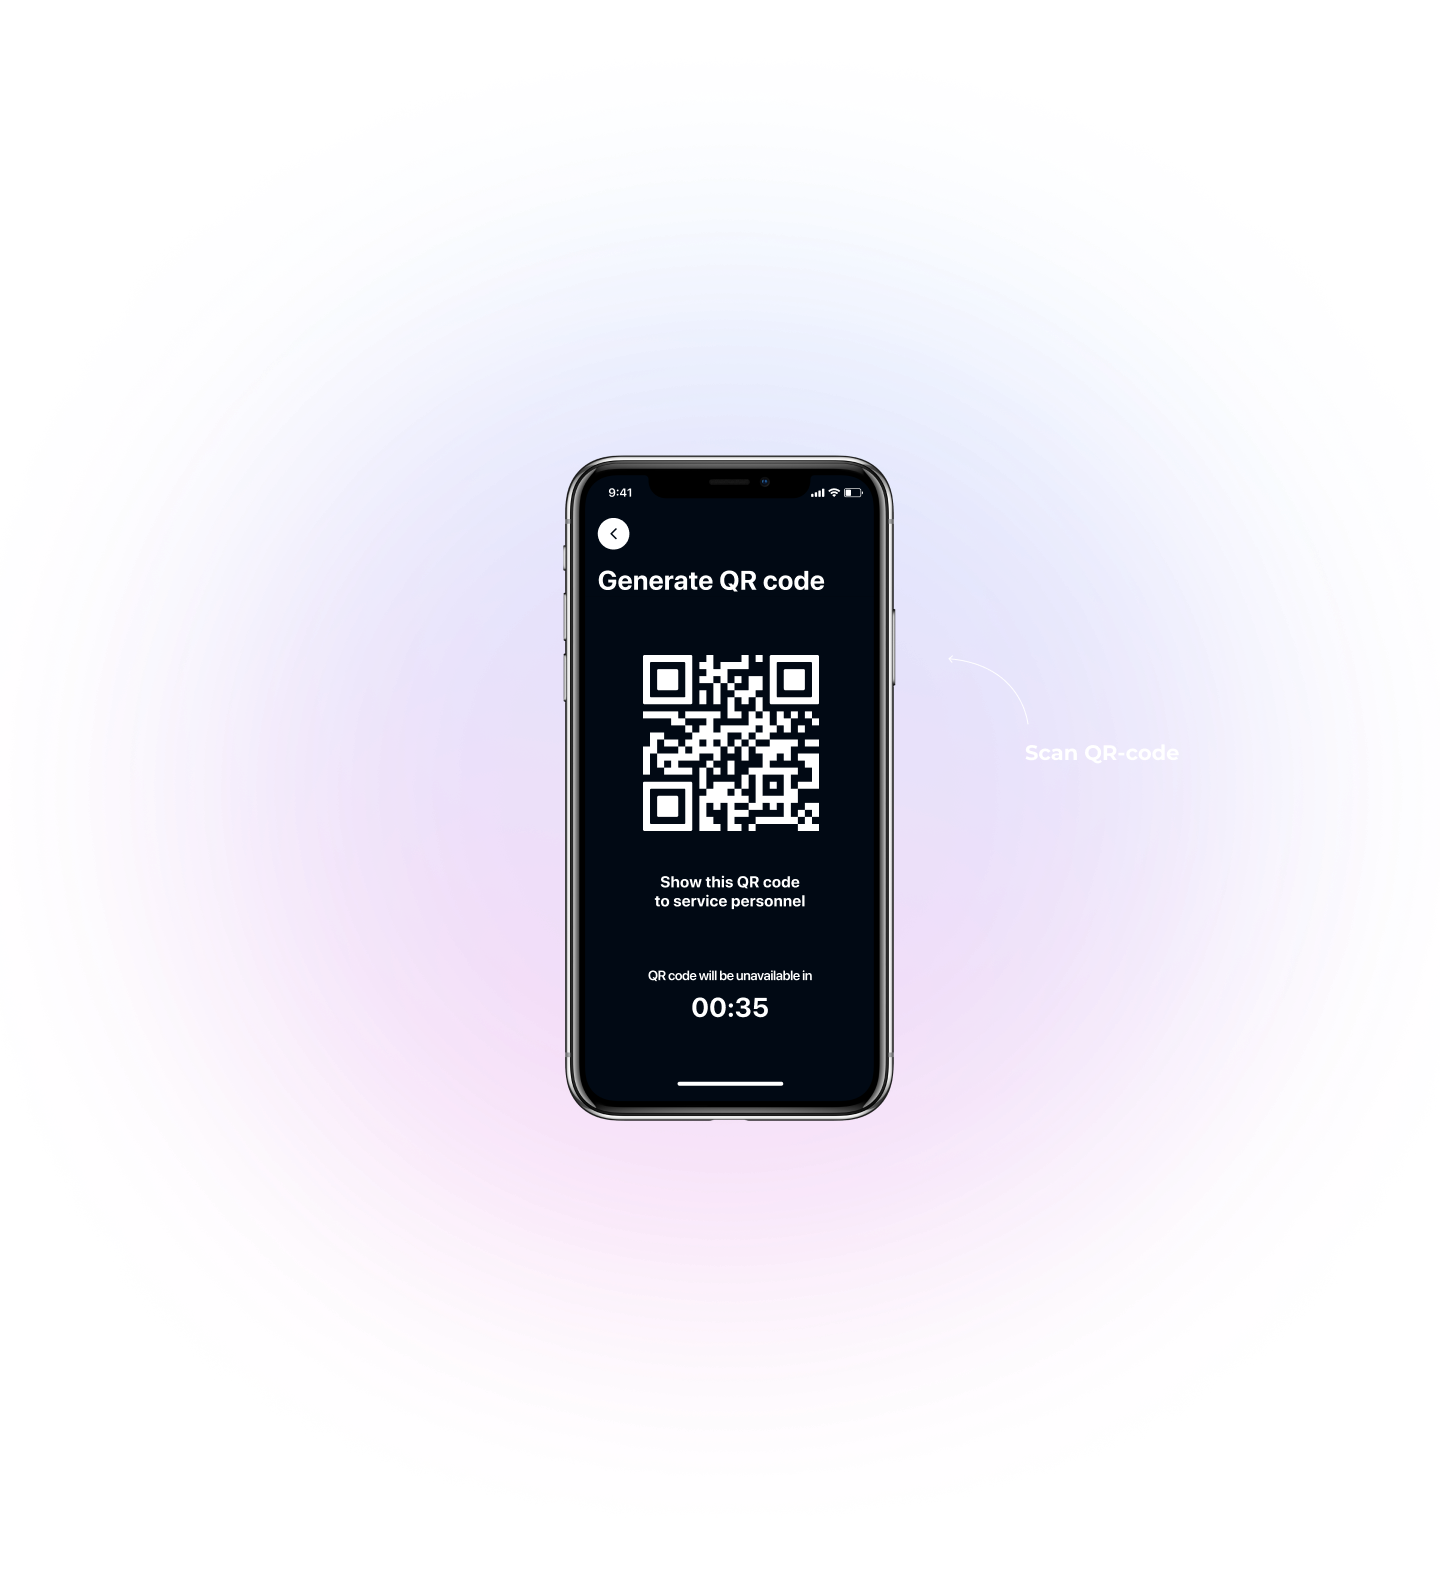 9:41
Generate QR code
Scan QR-code
Show this QR code
to service personnel
QR code will be unavailable in
00:35